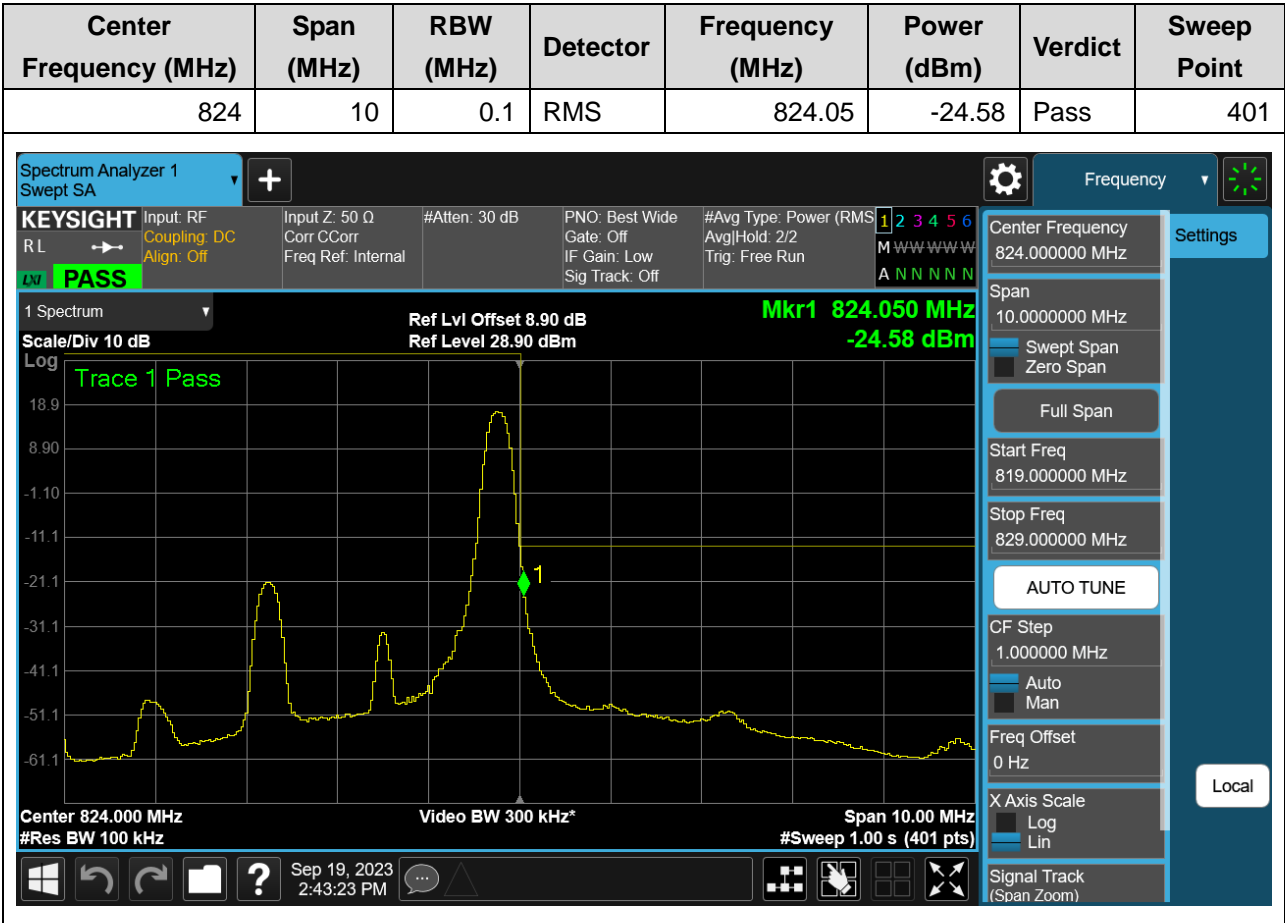 Center Frequency (MHz) Span (MHz) RBW (MHz) Detector Frequency (MHz) Power (dBm) Verdict Sweep Point
824 10 0.1 RMS 824.05 -24.58 Pass 401
Spectrum Analyzer 1
Swept SA
Frequency
KEYSIGHT
R L
LXI PASS
Input: RF
Coupling: DC
Align: Off
Input Z: 50 Ω
Corr CCorr
Freq Ref: Internal
#Atten: 30 dB
PNO: Best Wide
Gate: Off
IF Gain: Low
Sig Track: Off
#Avg Type: Power (RMS
Avg|Hold: 2/2
Trig: Free Run
1 2 3 4 5 6
M W W W W W
A N N N N N
1 Spectrum
Scale/Div 10 dB
Ref Lvl Offset 8.90 dB
Ref Level 28.90 dBm
Mkr1 824.050 MHz
-24.58 dBm
Log
Trace 1 Pass
18.9
8.90
-1.10
-11.1
-21.1
-31.1
-41.1
-51.1
-61.1
1
Center 824.000 MHz
#Res BW 100 kHz
Video BW 300 kHz*
Span 10.00 MHz
#Sweep 1.00 s (401 pts)
Center Frequency
824.000000 MHz
Settings
Span
10.0000000 MHz
Swept Span
Zero Span
Full Span
Start Freq
819.000000 MHz
Stop Freq
829.000000 MHz
AUTO TUNE
CF Step
1.000000 MHz
Auto
Man
Freq Offset
0 Hz
Local
X Axis Scale
Log
Lin
Signal Track
(Span Zoom)
?
Sep 19, 2023
2:43:23 PM